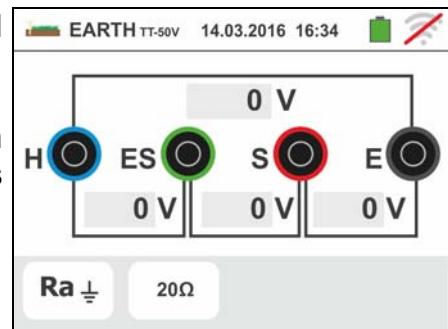 EARTH TT-50V 14.03.2016 16:34
0 V
H ES S E
0 V 0 V 0 V
Ra 20Ω